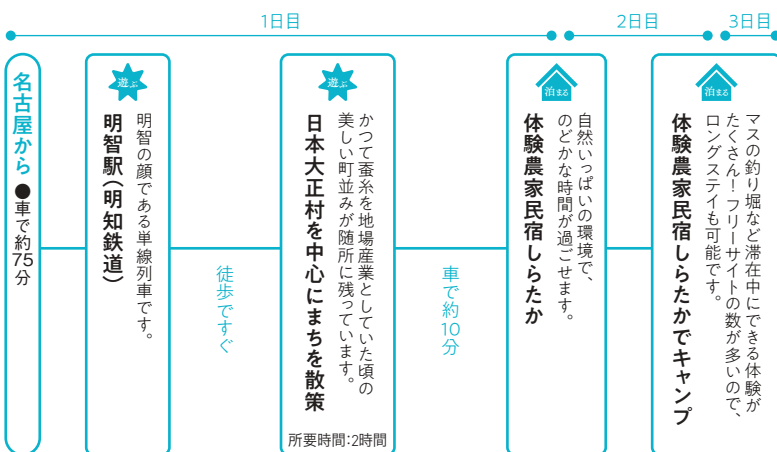 1日目
2日目
3日目
名古屋から
●車で約75分
遊ぶ
明智駅(明知鉄道)
明智の顔である単線列車です。
徒歩ですぐ
遊ぶ
日本大正村を中心にまちを散策
かつて蚕糸を地場産業としていた頃の
美しい町並みが随所に残っています。
所要時間:2時間
車で約10分
泊まる
体験農家民宿しらたか
自然いっぱいの環境で、
のどかな時間が過ごせます。
泊まる
体験農家民宿しらたかでキャンプ
マスの釣り堀など滞在中にできる体験が
たくさん!フリーサイトの数が多いので、
ロングステイも可能です。